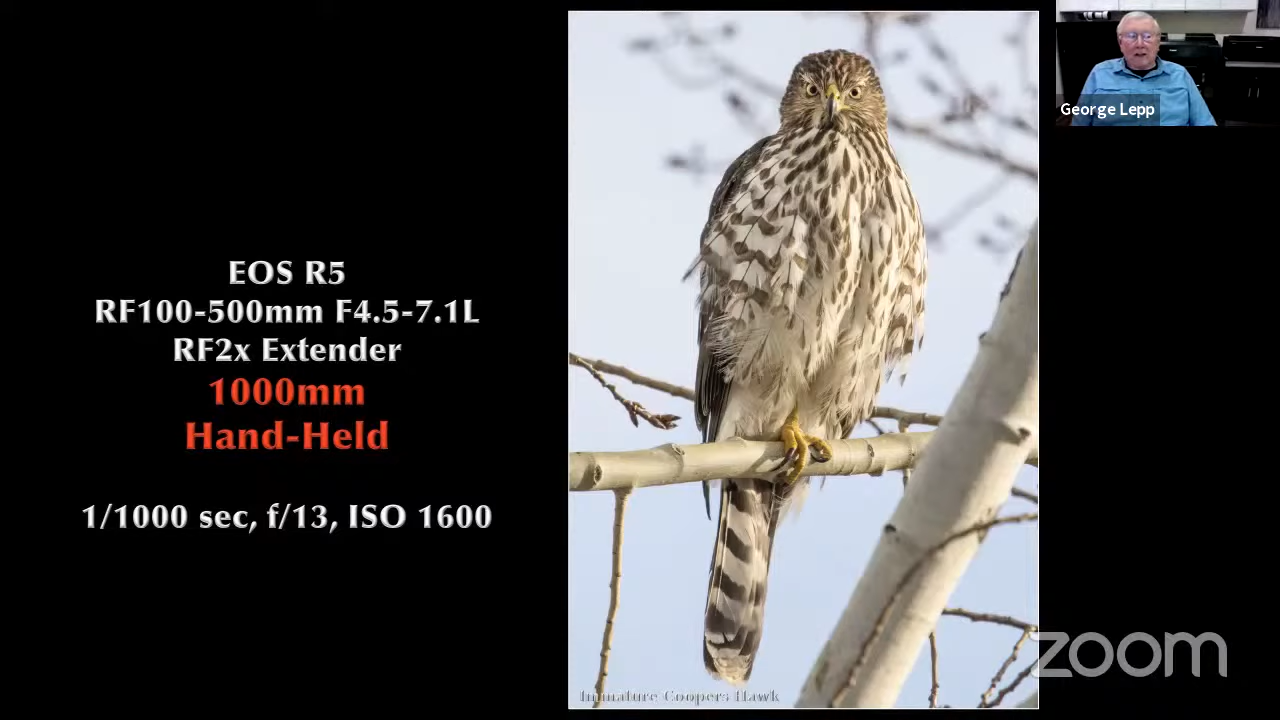 EOS R5
RF100-500mm F4.5-7.1L
RF2x Extender
1000mm
Hand-Held
1/1000 sec, f/13, ISO 1600
Immature Coopers Hawk
George Lepp
zoom